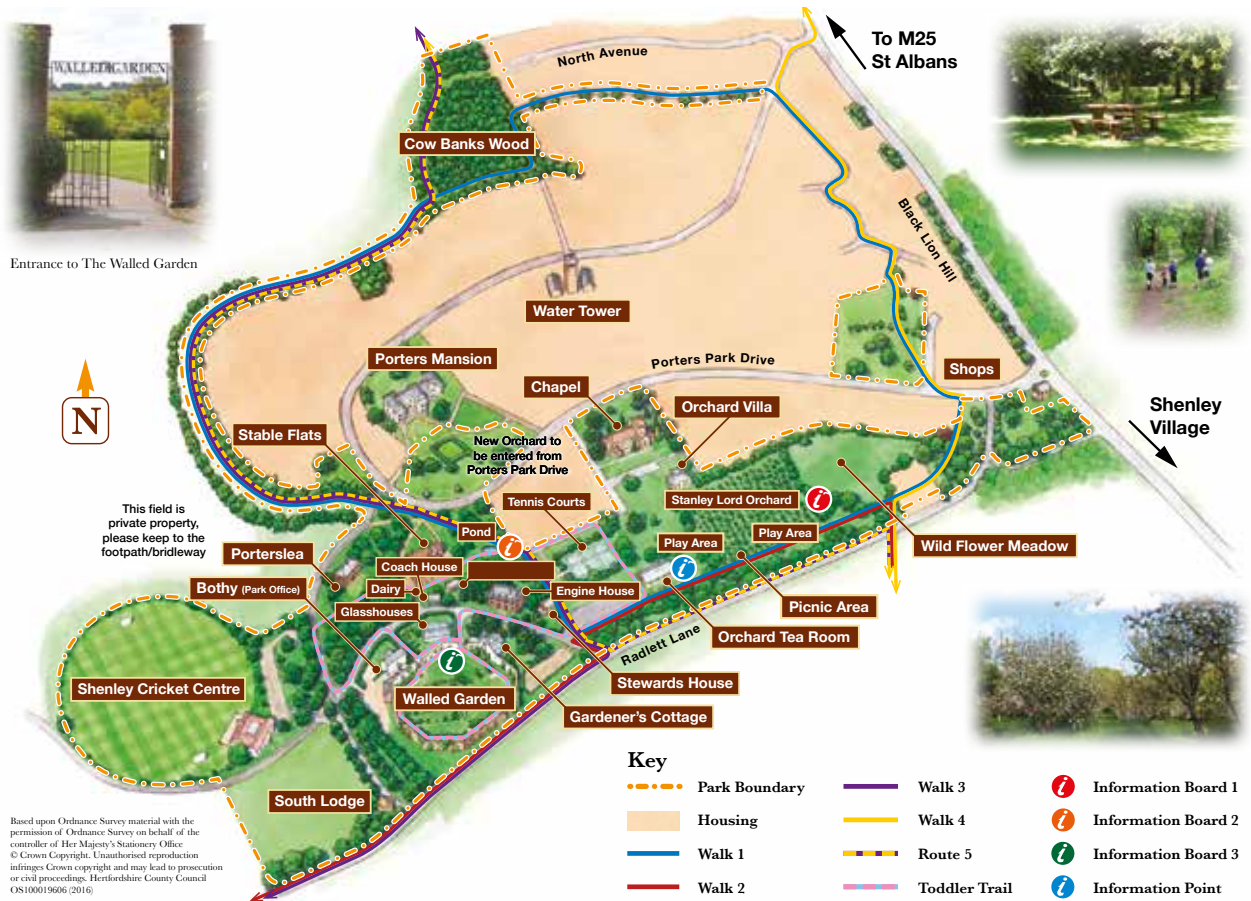 WALLED GARDEN
Entrance to The Walled Garden
North Avenue
To M25
St Albans
Cow Banks Wood
Black Lion Hill
Water Tower
Porters Mansion
Porters Park Drive
Shops
Chapel
Orchard Villa
Shenley
Village
N
Stable Flats
New Orchard to
be entered from
Porters Park Drive
Tennis Courts
Stanley Lord Orchard
i
This field is
private property,
please keep to the
footpath/bridleway
Pond
i
Play Area
Play Area
i
Wild Flower Meadow
Porterslea
Coach House
Bothy (Park Office)
Dairy
Engine House
Picnic Area
Glasshouses
Orchard Tea Room
Radlett Lane
i
Stewards House
Shenley Cricket Centre
Walled Garden
Gardener's Cottage
South Lodge
Based upon Ordnance Survey material with the
permission of Ordnance Survey on behalf of the
controller of Her Majesty's Stationery Office
© Crown Copyright. Unauthorised reproduction
infringes Crown copyright and may lead to prosecution
or civil proceedings. Hertfordshire County Council
OS100019606 (2016)
Key
Park Boundary
Housing
Walk 1
Walk 2
Walk 3
Walk 4
Route 5
Toddler Trail
i Information Board 1
i Information Board 2
i Information Board 3
i Information Point